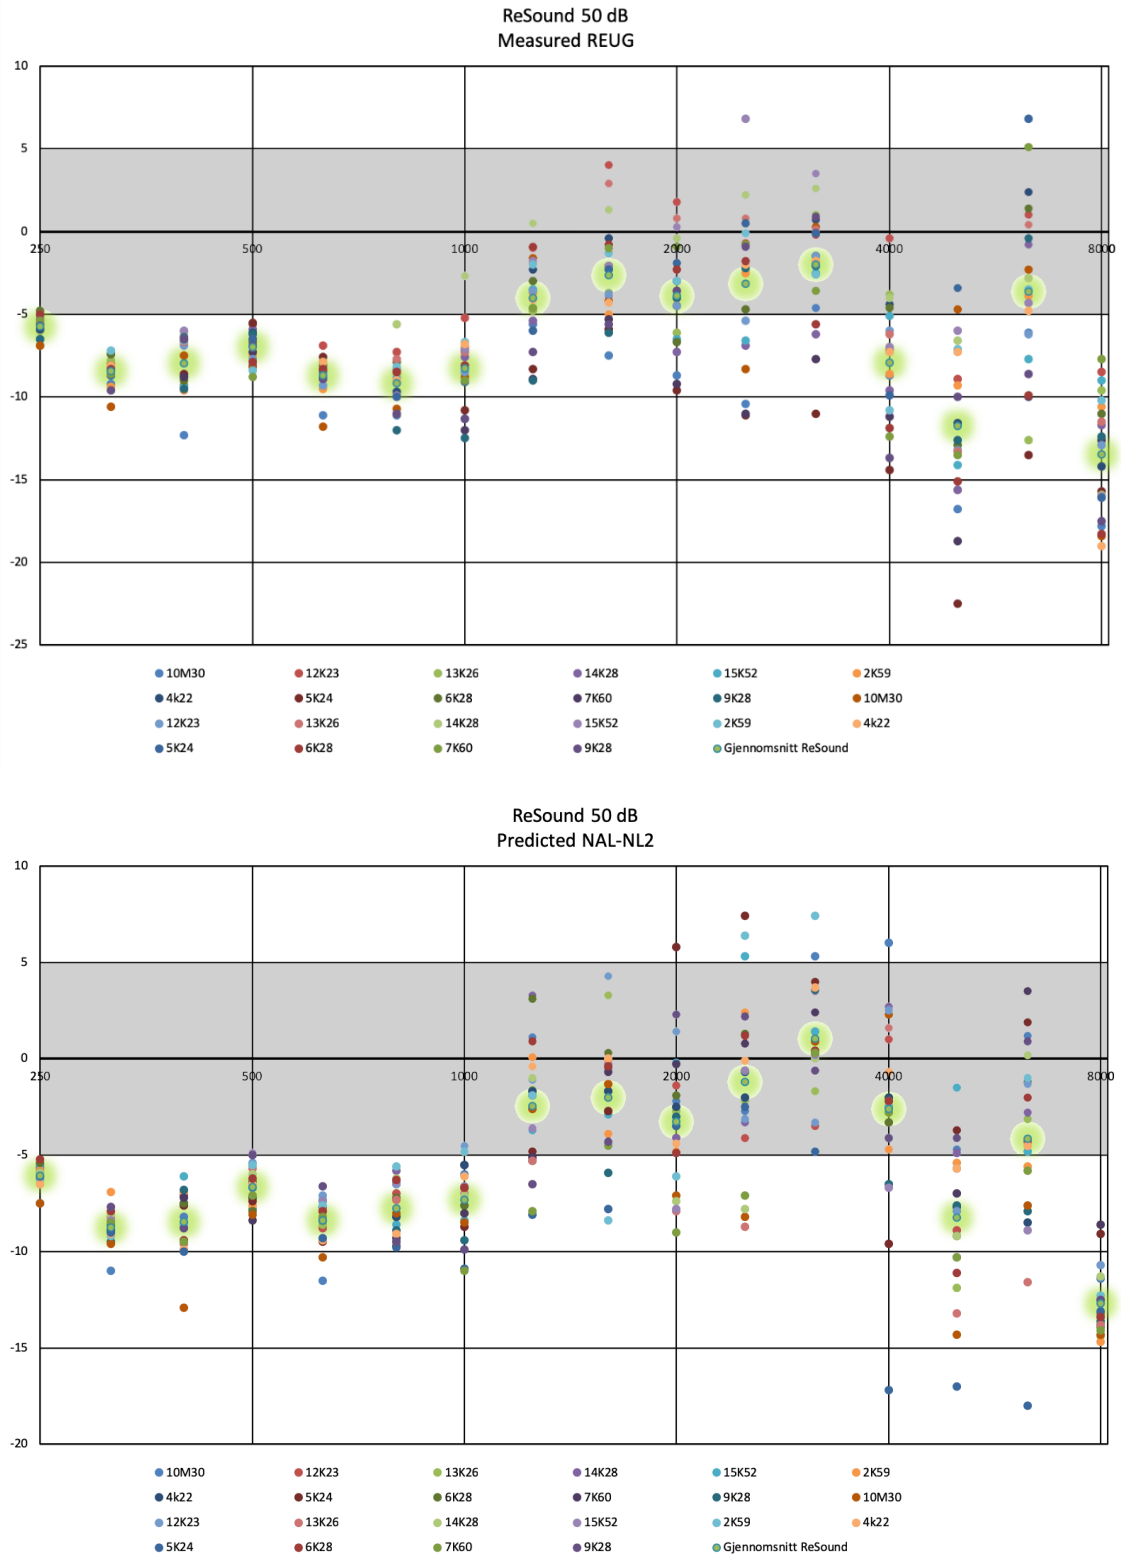 ReSound 50 dB
Measured REUG
10
5
0
250 500 1000 2000 4000 8000
-5
-10
-15
-20
-25
10M30 12K23 13K26 14K28 15K52 2K59
4k22 5K24 6K28 7K60 9K28 10M30
12K23 13K26 14K28 15K52 2K59 4k22
5K24 6K28 7K60 9K28 Gjennomsnitt ReSound
ReSound 50 dB
Predicted NAL-NL2
10
5
0
250 500 1000 2000 4000 8000
-5
-10
-15
-20
10M30 12K23 13K26 14K28 15K52 2K59
4k22 5K24 6K28 7K60 9K28 10M30
12K23 13K26 14K28 15K52 2K59 4k22
5K24 6K28 7K60 9K28 Gjennomsnitt ReSound